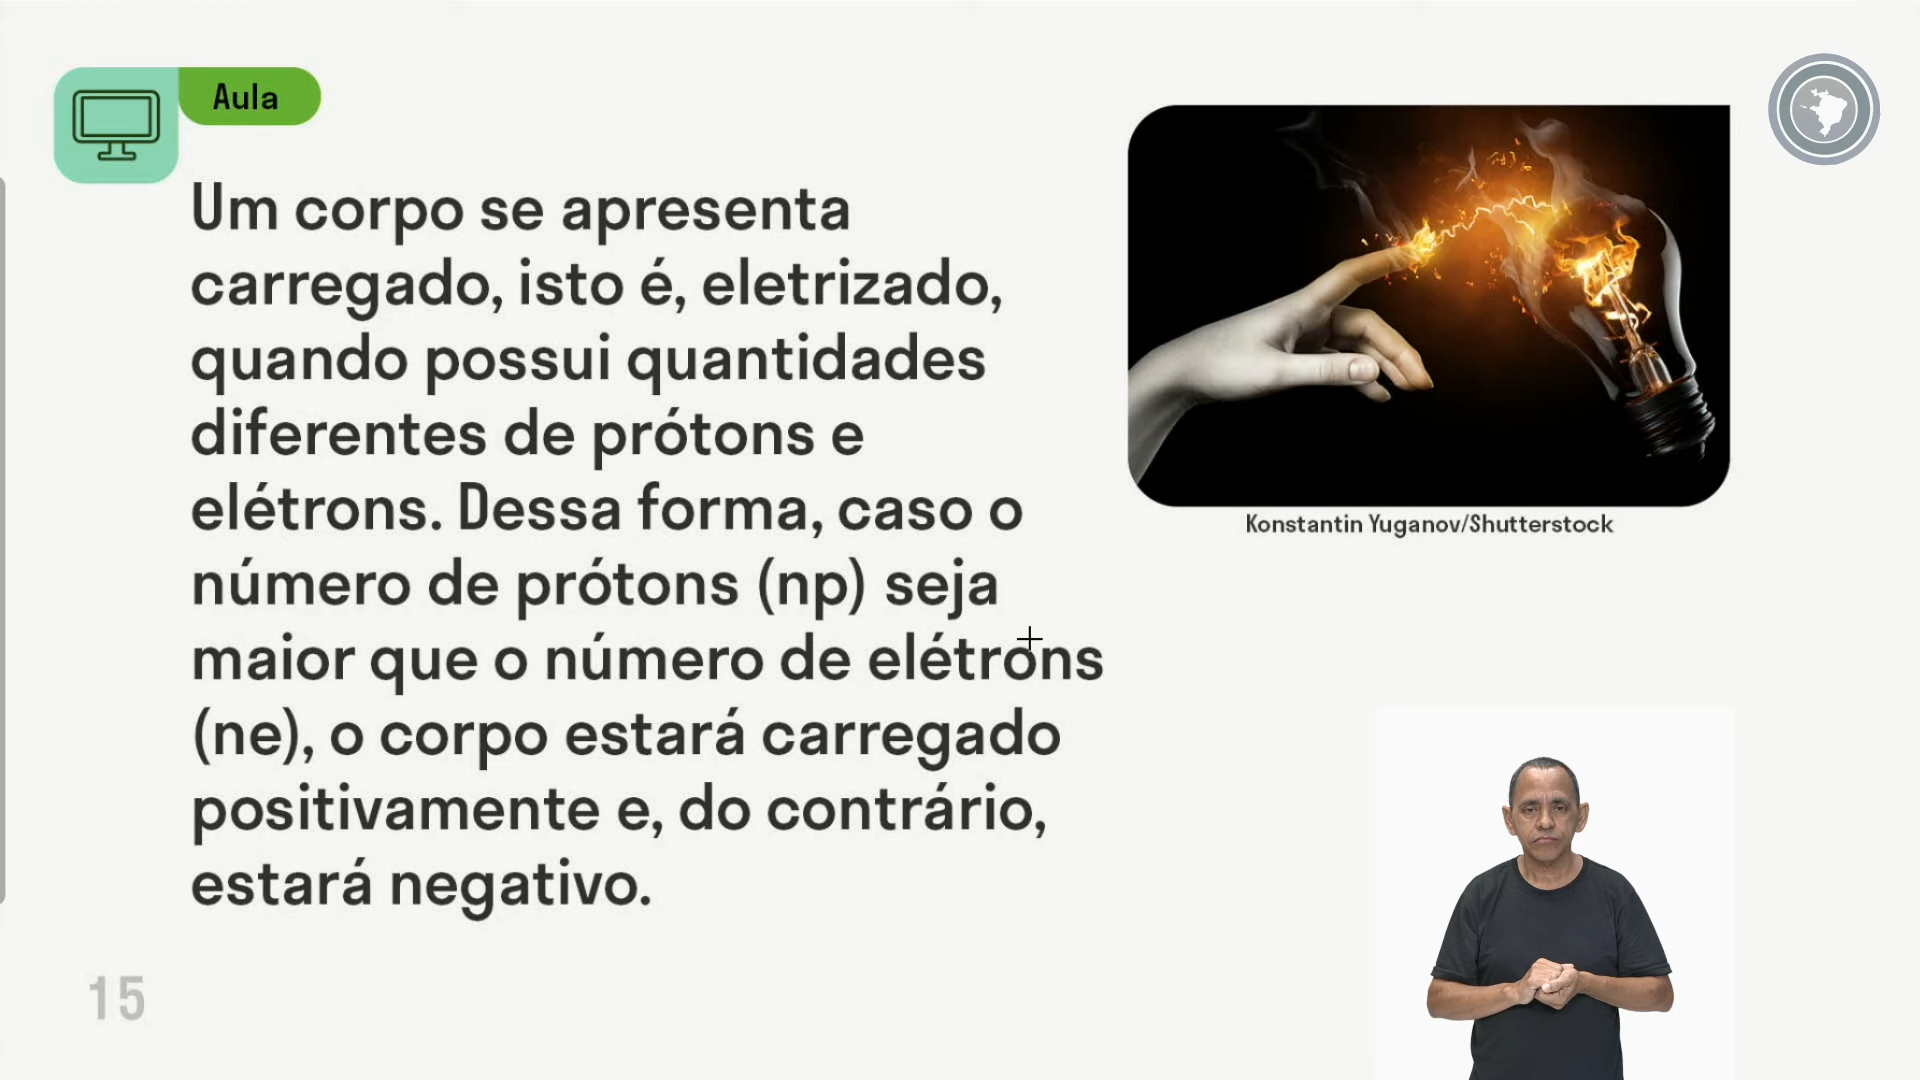 Aula
Um corpo se apresenta
carregado, isto é, eletrizado,
quando possui quantidades
diferentes de prótons e
elétrons. Dessa forma, caso o
número de prótons (np) seja
maior que o número de elétrons
(ne), o corpo estará carregado
positivamente e, do contrário,
estará negativo.
Konstantin Yuganov/Shutterstock
15